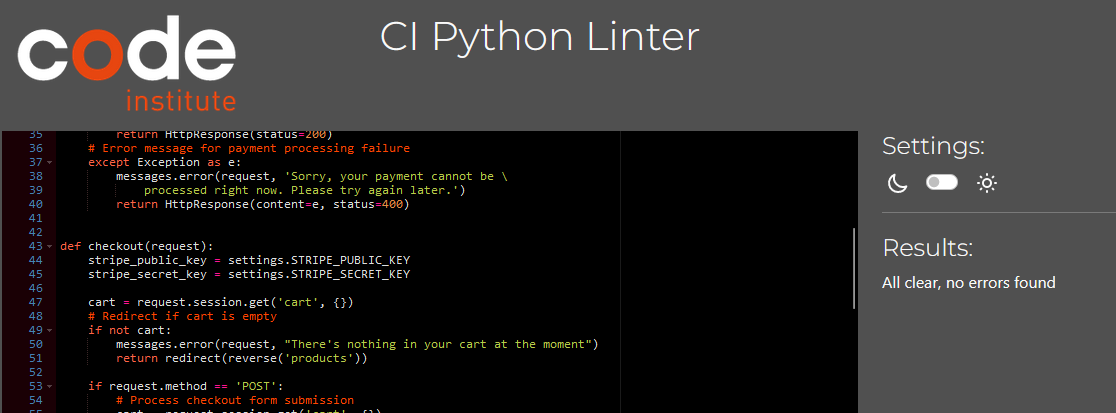 code
institute
CI Python Linter
35 return HttpResponse(status=200)
36 # Error message for payment processing failure
37 except Exception as e:
38 messages.error(request, 'Sorry, your payment cannot be \
39 processed right now. Please try again later.')
40 return HttpResponse(content=e, status=400)
41
42
43 def checkout(request):
44 stripe_public_key = settings.STRIPE_PUBLIC_KEY
45 stripe_secret_key = settings.STRIPE_SECRET_KEY
46
47 cart = request.session.get('cart', {})
48 # Redirect if cart is empty
49 if not cart:
50 messages.error(request, "There's nothing in your cart at the moment")
51 return redirect(reverse('products'))
52
53 if request.method == 'POST':
54 # Process checkout form submission
55 cart = request.session.get('cart', {})
Settings:
Results:
All clear, no errors found